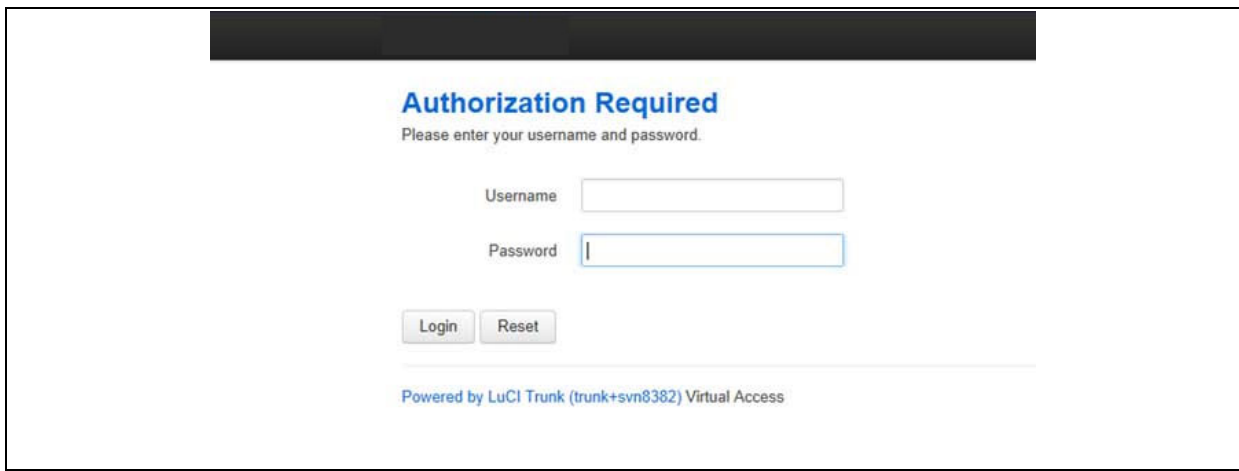 Authorization Required
Please enter your username and password.
Username
Password
Login Reset
Powered by LuCI Trunk (trunk+svn8382) Virtual Access